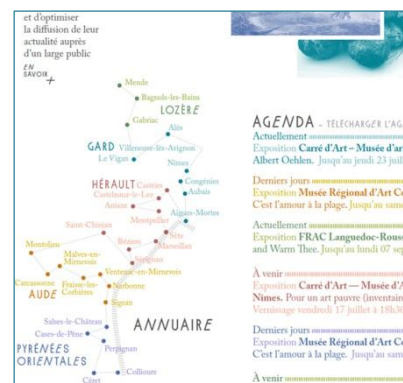 et d'optimiser
la diffusion de leur
actualité auprès
d'un large public
EN
SAVOIR +
Mende
Bagnols-les-Bains
LOZÈRE
Gabriac
Alès
GARD
Villeneuve-lès-Avignon
Le Vigan
Nîmes
HÉRAULT
Castries
Congénies
Castelnau-le-Lez
Aubais
Aniane
Aigues-Mortes
Montpellier
Saint-Chinian
Sète
Montolieu
Béziers
Marseillan
Malves-en-
Minervois
Sérignan
Ventenac-en-Minervois
Carcassonne
Fraisse-les-
Corbières
Narbonne
AUDE
Sigean
Salses-le-Château
ANNUAIRE
Cases-de-Pène
PYRÉNÉES
ORIENTALES
Perpignan
Céret
Collioure
AGENDA – TÉLÉCHARGER L'AG
Actuellement
Exposition Carré d'Art – Musée d'ar
Albert Oehlen. Jusqu'au jeudi 23 juil
Derniers jours
Exposition Musée Régional d'Art Co
C'est l'amour à la plage. Jusqu'au same
Actuellement
Exposition FRAC Languedoc-Rouss
and Warm Thee. Jusqu'au lundi 07 sep
À venir
Exposition Carré d'Art — Musée d'A
Nîmes. Pour un art pauvre (inventaire
Vernissage vendredi 17 juillet à 18h30
Derniers jours
Exposition Musée Régional d'Art Co
C'est l'amour à la plage. Jusqu'au sam
À venir